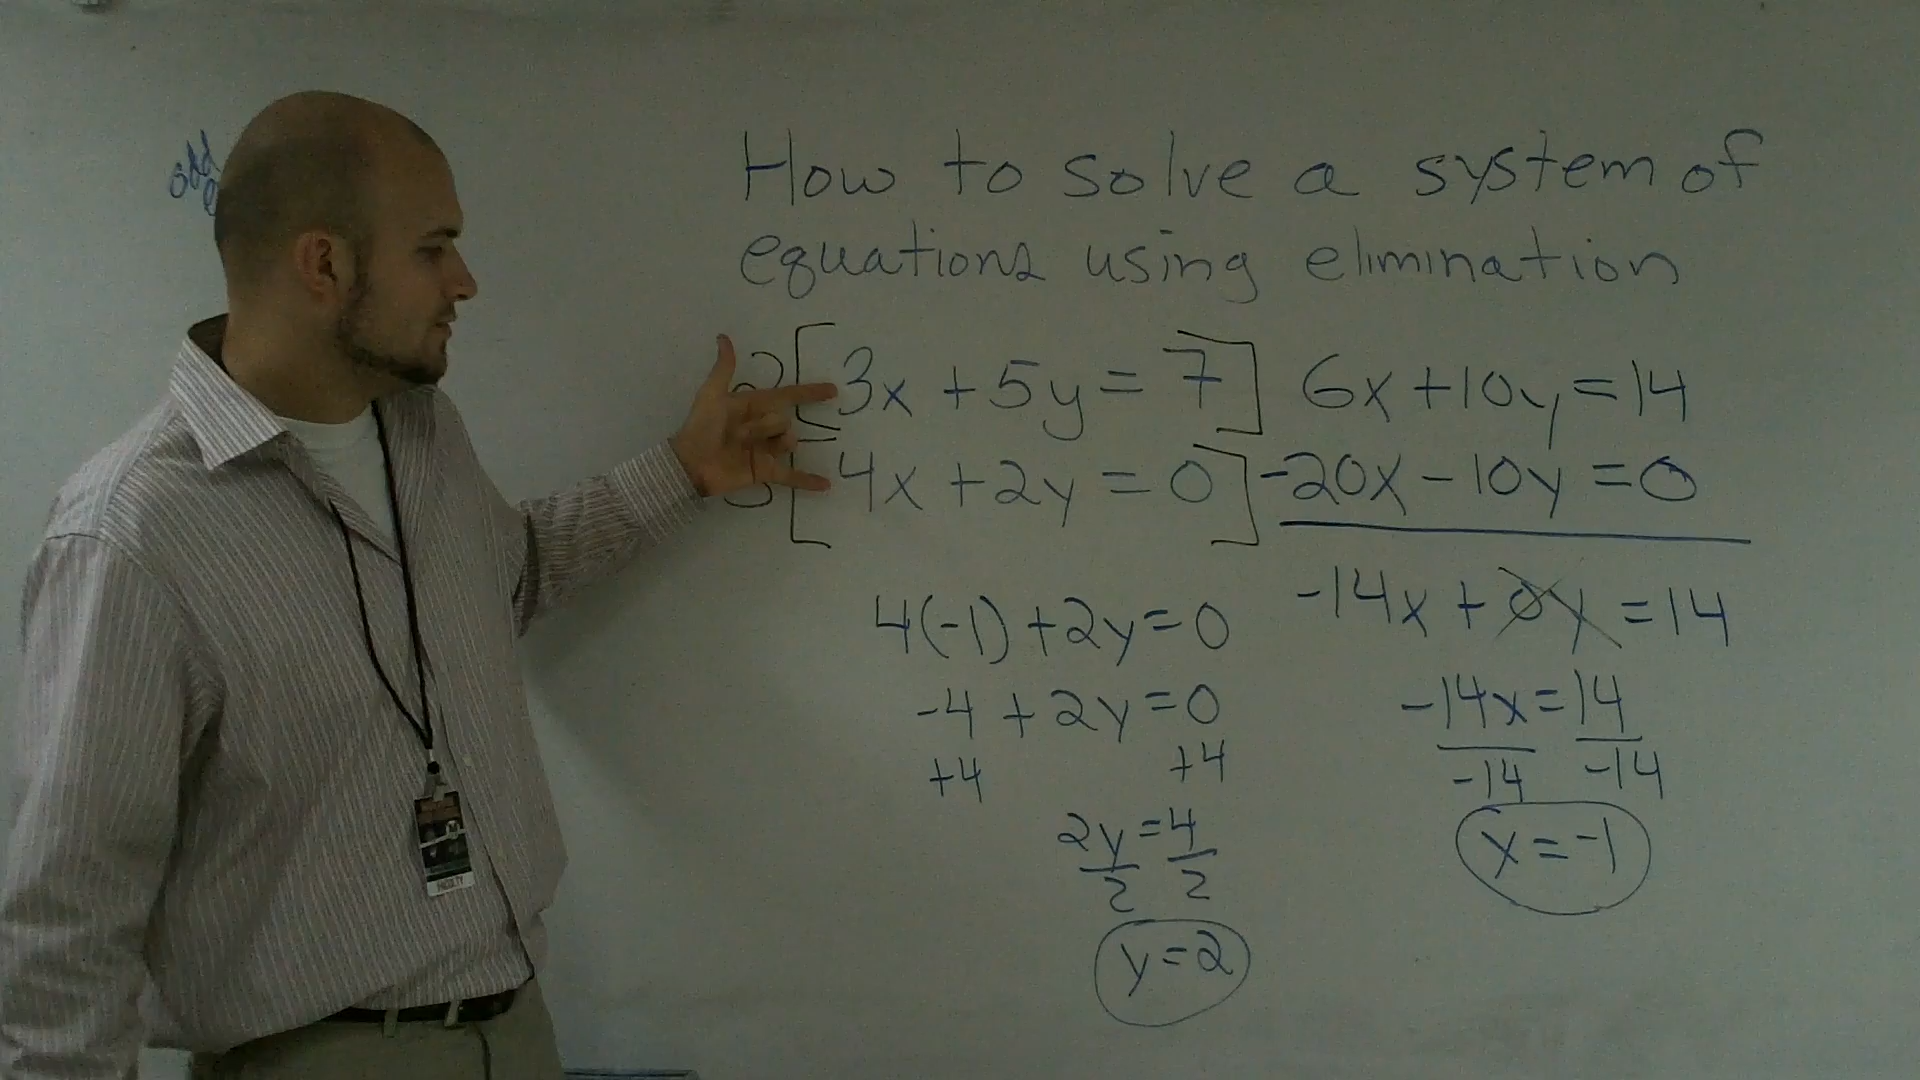 odd
How to solve a system of
equations using elimination
[3x + 5y = 7] 6x + 10y = 14
[4x + 2y = 0] -20x - 10y = 0
4(-1) + 2y = 0
-14x + 0y = 14
-4 + 2y = 0
-14x = 14
+4 +4
-14 -14
2y = 4
2 2
x = -1
y = 2
FACULTY